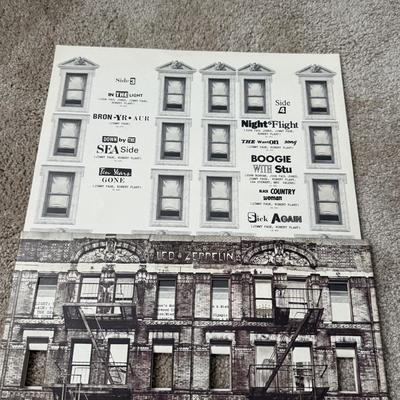 Side 3
IN THE LIGHT
(JOHN PAUL JONES, JIMMY PAGE,
ROBERT PLANT)
BRON-YR-AUR
(JIMMY PAGE)
DOWN by THE
SEA Side
(JIMMY PAGE, ROBERT PLANT)
Ten Years
GONE
(JIMMY PAGE, ROBERT PLANT)
Side
4
Night Flight
(JOHN PAUL JONES, JIMMY PAGE,
ROBERT PLANT)
THE WantON song
(JIMMY PAGE, ROBERT PLANT)
BOOGIE
WITH Stu
BLACK COUNTRY
woman
(JIMMY PAGE, ROBERT PLANT)
Sick AGAIN
(JIMMY PAGE, ROBERT PLANT)
LED ZEPPELIN